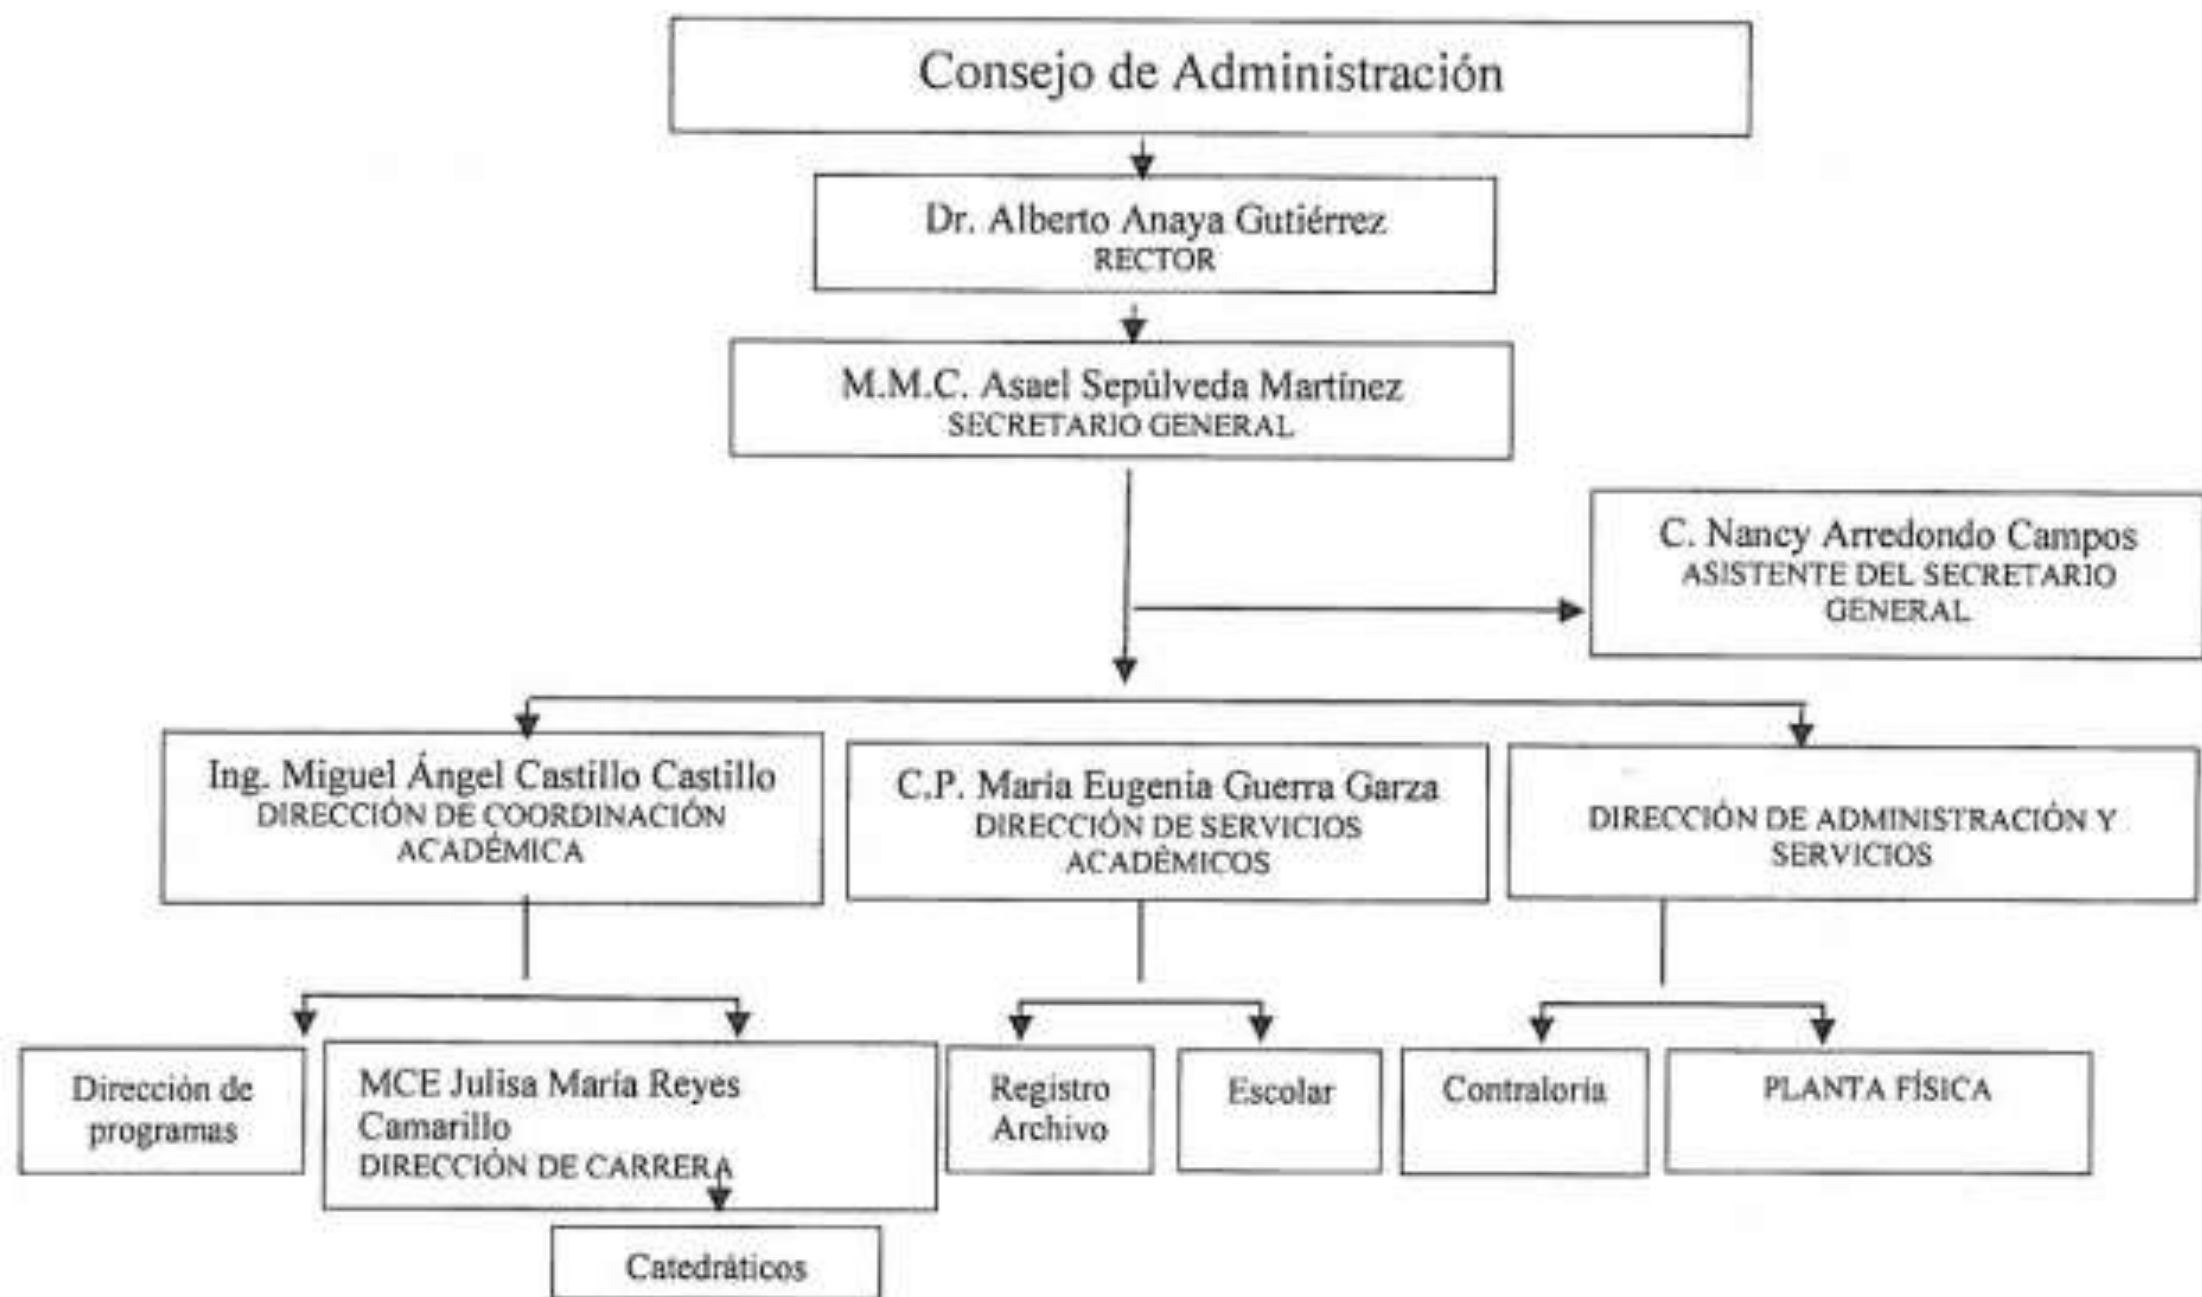 Consejo de Administración
Dr. Alberto Anaya Gutiérrez
RECTOR
M.M.C. Asael Sepúlveda Martínez
SECRETARIO GENERAL
C. Nancy Arredondo Campos
ASISTENTE DEL SECRETARIO
GENERAL
Ing. Miguel Ángel Castillo Castillo
DIRECCIÓN DE COORDINACIÓN
ACADÉMICA
C.P. María Eugenia Guerra Garza
DIRECCIÓN DE SERVICIOS
ACADÉMICOS
DIRECCIÓN DE ADMINISTRACIÓN Y
SERVICIOS
Dirección de
programas
MCE Julisa María Reyes
Camarillo
DIRECCIÓN DE CARRERA
Registro
Archivo
Escolar
Contraloría
PLANTA FÍSICA
Catedráticos